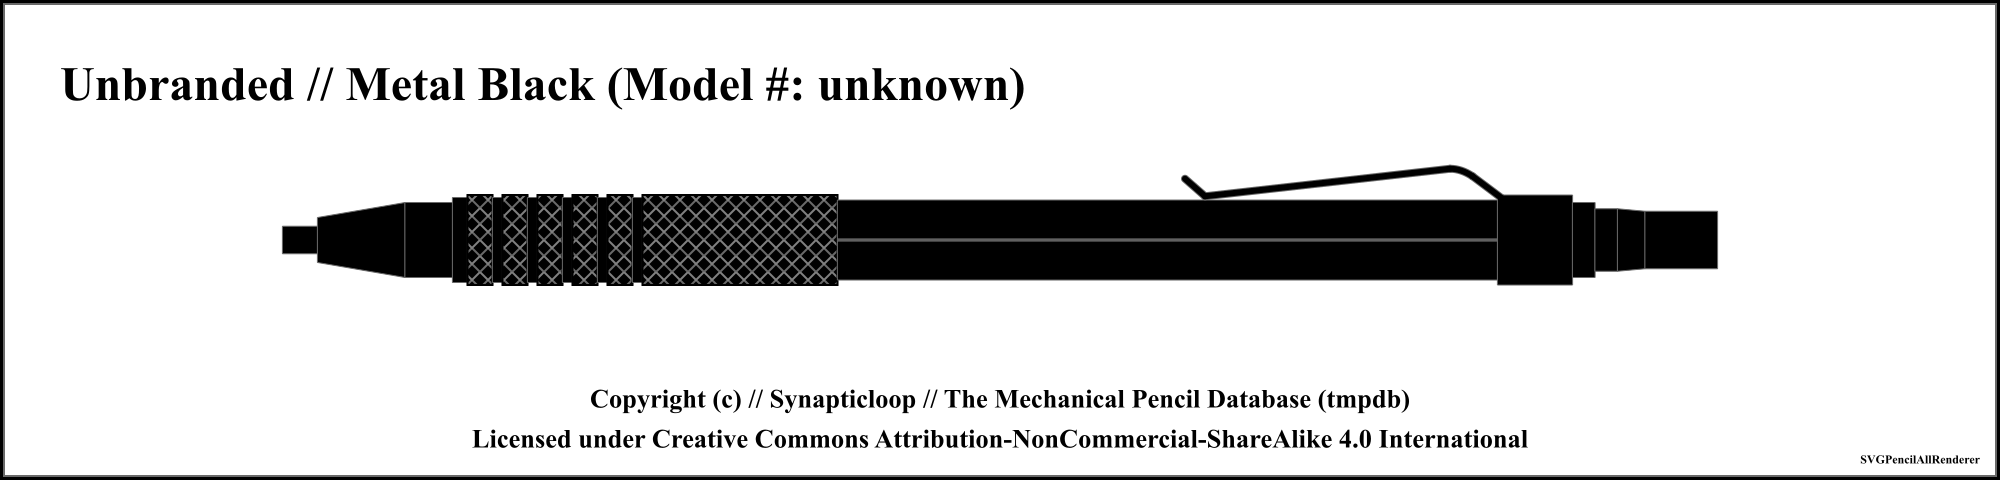 Unbranded // Metal Black (Model #: unknown)
Copyright (c) // Synapticloop // The Mechanical Pencil Database (tmpdb)
Licensed under Creative Commons Attribution-NonCommercial-ShareAlike 4.0 International
SVGPencilAllRenderer